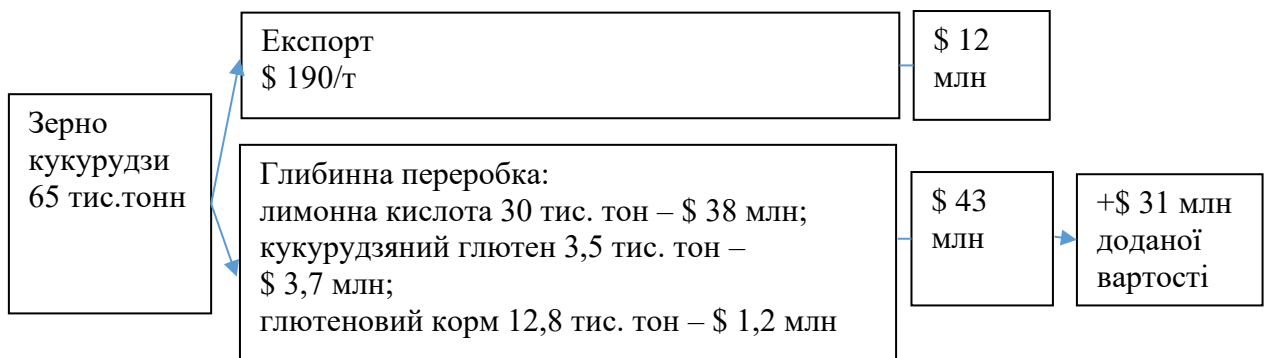 Зерно
кукурудзи
65 тис.тонн
Експорт
$ 190/т
$ 12
млн
Глибинна переробка:
лимонна кислота 30 тис. тон – $ 38 млн;
кукурудзяний глютен 3,5 тис. тон –
$ 3,7 млн;
глютеновий корм 12,8 тис. тон – $ 1,2 млн
$ 43
млн
+$ 31 млн
доданої
вартості